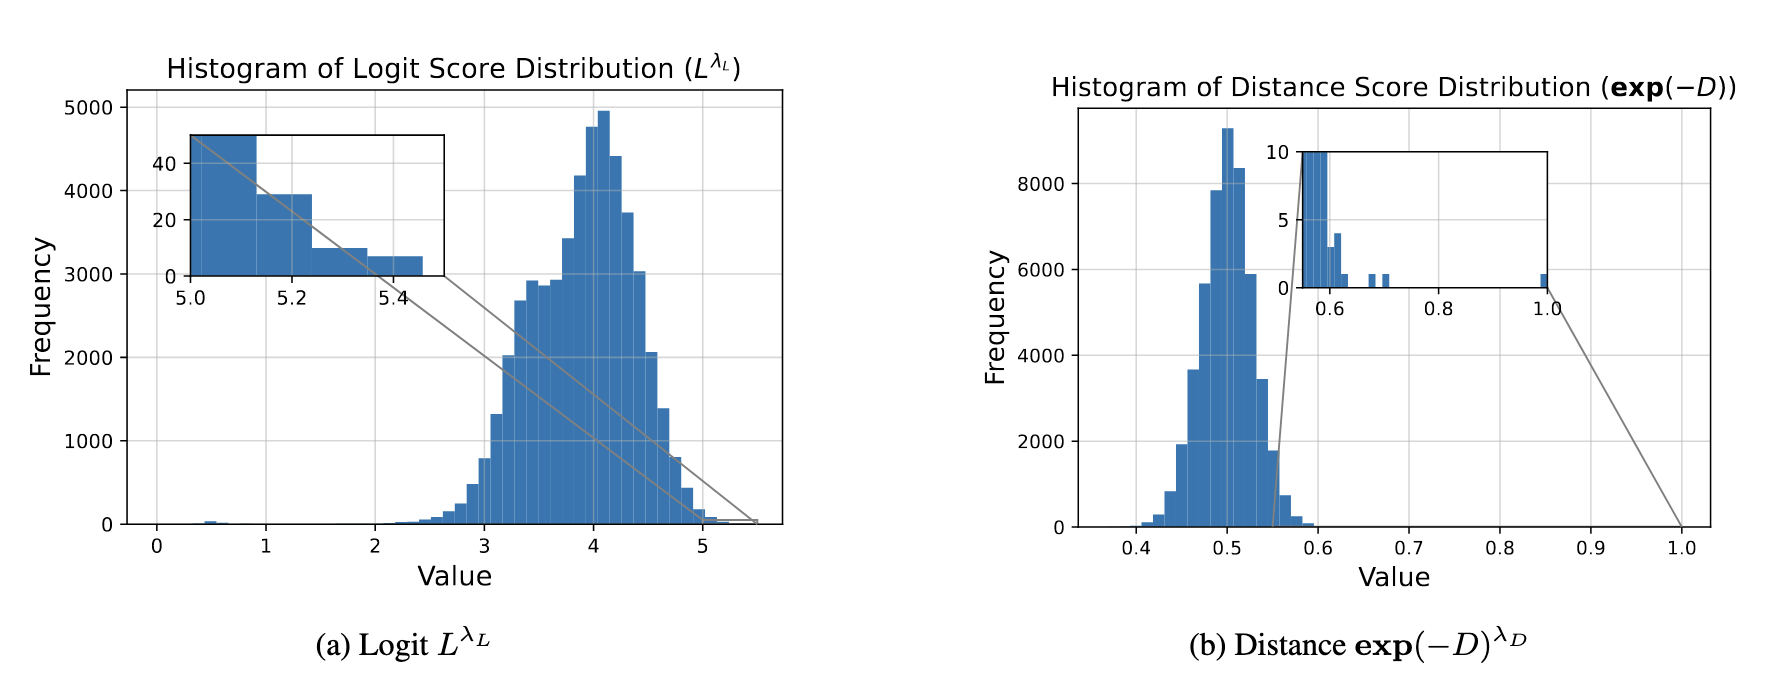 Histogram of Logit Score Distribution (L^{λ_L})
5000
4000
3000
2000
1000
0
Frequency
40
20
0
5.0 5.2 5.4
0 1 2 3 4 5
Value
(a) Logit L^{λ_L}
Histogram of Distance Score Distribution (exp(−D))
8000
6000
4000
2000
0
Frequency
10
5
0
0.6 0.8 1.0
0.4 0.5 0.6 0.7 0.8 0.9 1.0
Value
(b) Distance exp(−D)^{λ_D}